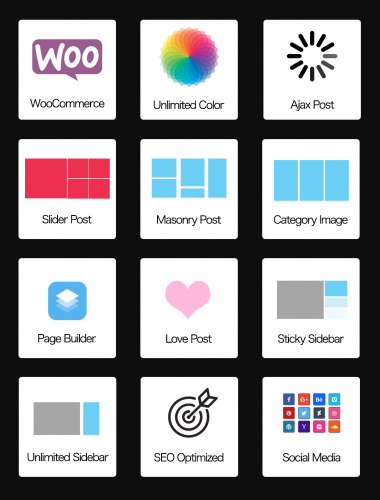 WOO
WooCommerce
Unlimited Color
Ajax Post
Slider Post
Masonry Post
Category Image
Page Builder
Love Post
Sticky Sidebar
Unlimited Sidebar
SEO Optimized
Social Media